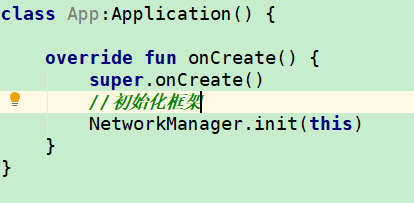 class App:Application() {
override fun onCreate() {
super.onCreate()
//初始化框架
NetworkManager.init(this)
}
}